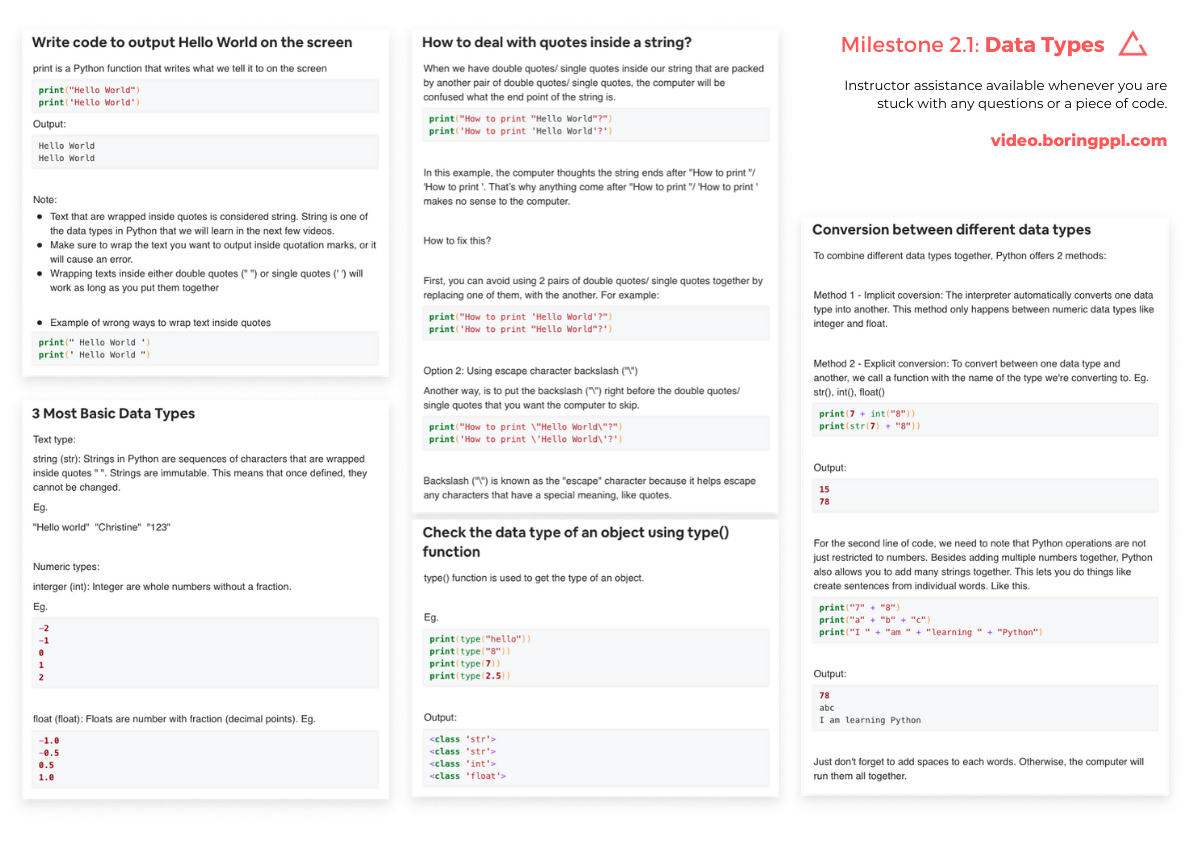 Write code to output Hello World on the screen
print is a Python function that writes what we tell it to on the screen
print("Hello World")
print('Hello World')
Output:
Hello World
Hello World
Note:
● Text that are wrapped inside quotes is considered string. String is one of
the data types in Python that we will learn in the next few videos.
● Make sure to wrap the text you want to output inside quotation marks, or it
will cause an error.
● Wrapping texts inside either double quotes (" ") or single quotes (' ') will
work as long as you put them together
● Example of wrong ways to wrap text inside quotes
print(" Hello World ')
print(' Hello World ")
3 Most Basic Data Types
Text type:
string (str): Strings in Python are sequences of characters that are wrapped
inside quotes " ". Strings are immutable. This means that once defined, they
cannot be changed.
Eg.
"Hello world" "Christine" "123"
Numeric types:
interger (int): Integer are whole numbers without a fraction.
Eg.
-2
-1
0
1
2
float (float): Floats are number with fraction (decimal points). Eg.
-1.0
-0.5
0.5
1.0
How to deal with quotes inside a string?
When we have double quotes/ single quotes inside our string that are packed
by another pair of double quotes/ single quotes, the computer will be
confused what the end point of the string is.
print("How to print "Hello World"?")
print('How to print 'Hello World'?')
In this example, the computer thoughts the string ends after "How to print "/
'How to print '. That's why anything come after "How to print "/ 'How to print '
makes no sense to the computer.
How to fix this?
First, you can avoid using 2 pairs of double quotes/ single quotes together by
replacing one of them, with the another. For example:
print("How to print 'Hello World'?")
print('How to print "Hello World"?')
Option 2: Using escape character backslash ("\")
Another way, is to put the backslash ("\") right before the double quotes/
single quotes that you want the computer to skip.
print("How to print \"Hello World\"?")
print('How to print \'Hello World\'?')
Backslash ("\") is known as the "escape" character because it helps escape
any characters that have a special meaning, like quotes.
Check the data type of an object using type()
function
type() function is used to get the type of an object.
Eg.
print(type("hello"))
print(type("8"))
print(type(7))
print(type(2.5))
Output:
<class 'str'>
<class 'str'>
<class 'int'>
<class 'float'>
Milestone 2.1: Data Types
Instructor assistance available whenever you are
stuck with any questions or a piece of code.
video.boringppl.com
Conversion between different data types
To combine different data types together, Python offers 2 methods:
Method 1 - Implicit coversion: The interpreter automatically converts one data
type into another. This method only happens between numeric data types like
integer and float.
Method 2 - Explicit conversion: To convert between one data type and
another, we call a function with the name of the type we're converting to. Eg.
str(), int(), float()
print(7 + int("8"))
print(str(7) + "8"))
Output:
15
78
For the second line of code, we need to note that Python operations are not
just restricted to numbers. Besides adding multiple numbers together, Python
also allows you to add many strings together. This lets you do things like
create sentences from individual words. Like this.
print("7" + "8")
print("a" + "b" + "c")
print("I " + "am " + "learning " + "Python")
Output:
78
abc
I am learning Python
Just don't forget to add spaces to each words. Otherwise, the computer will
run them all together.